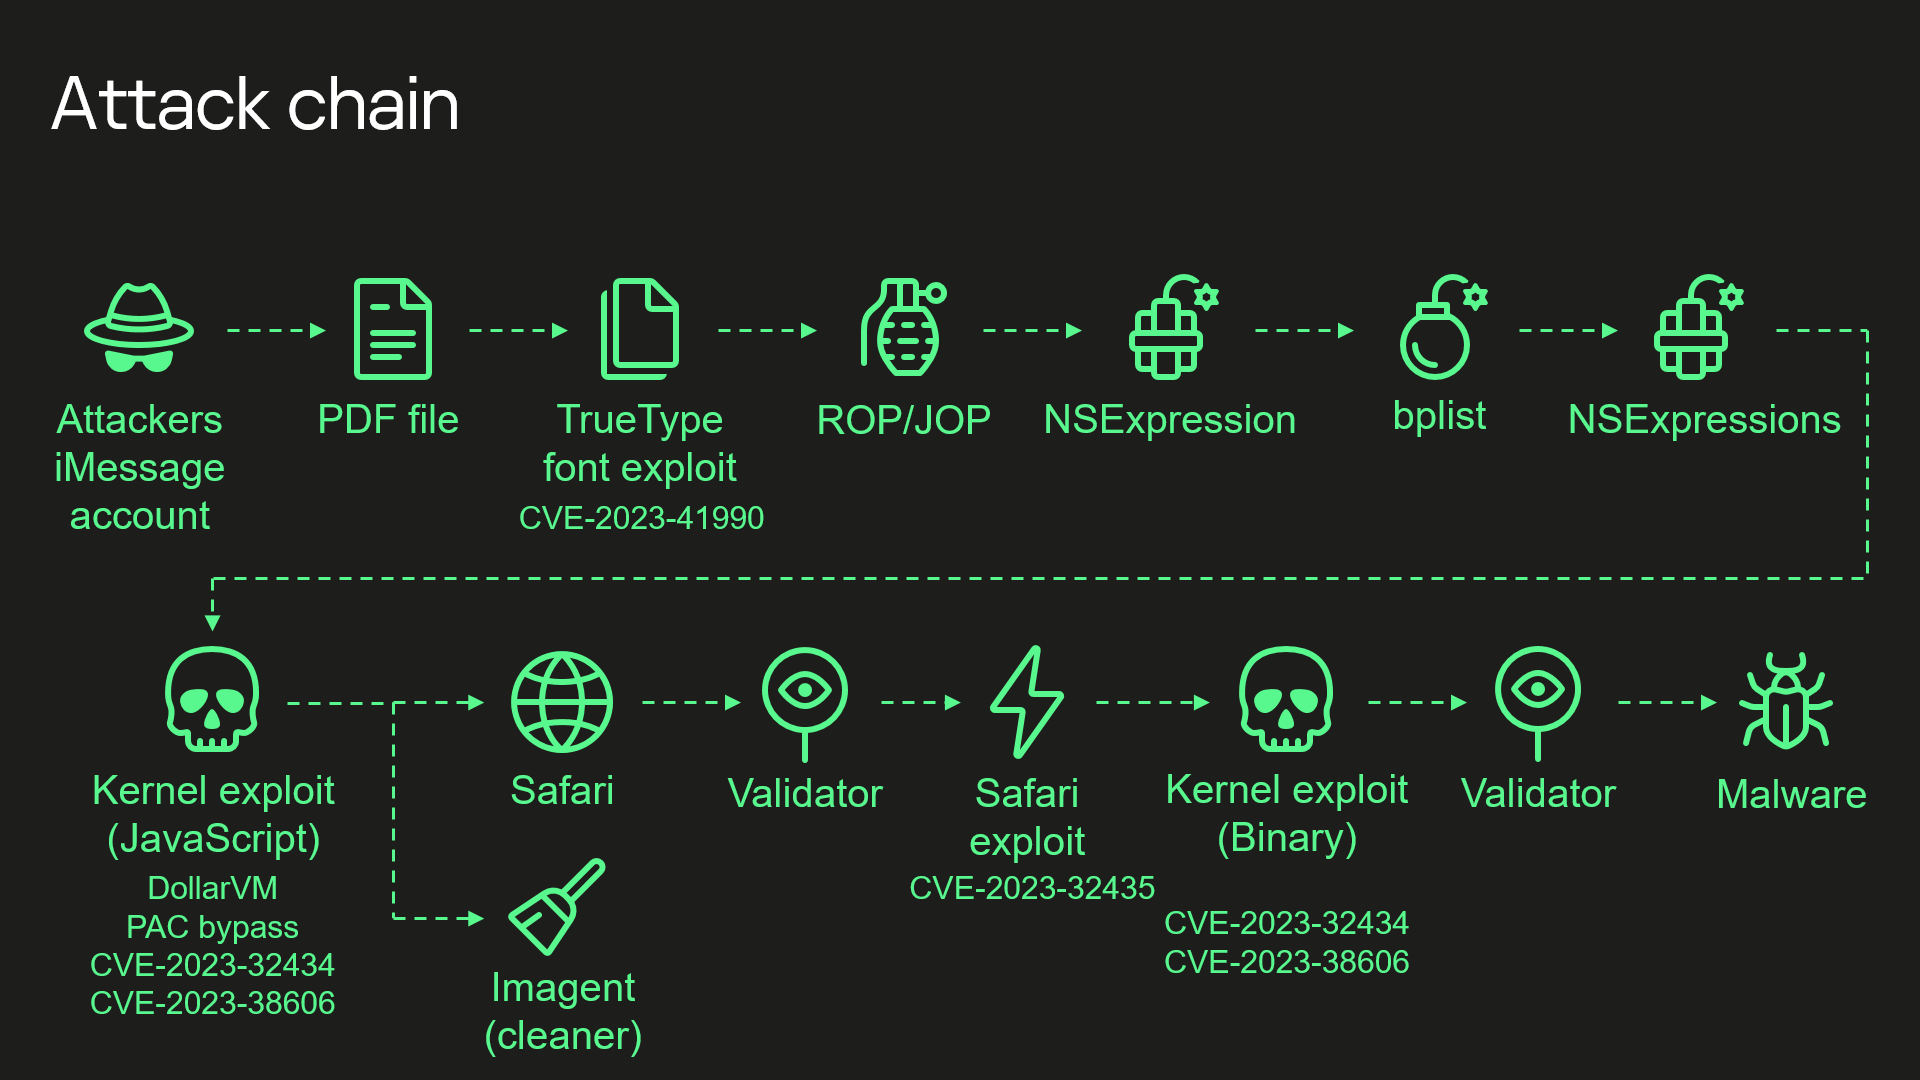 Attack chain
Attackers
iMessage
account
PDF file
TrueType
font exploit
CVE-2023-41990
ROP/JOP
NSExpression
bplist
NSExpressions
Kernel exploit
(JavaScript)
DollarVM
PAC bypass
CVE-2023-32434
CVE-2023-38606
Safari
Imagent
(cleaner)
Validator
Safari
exploit
CVE-2023-32435
Kernel exploit
(Binary)
CVE-2023-32434
CVE-2023-38606
Validator
Malware